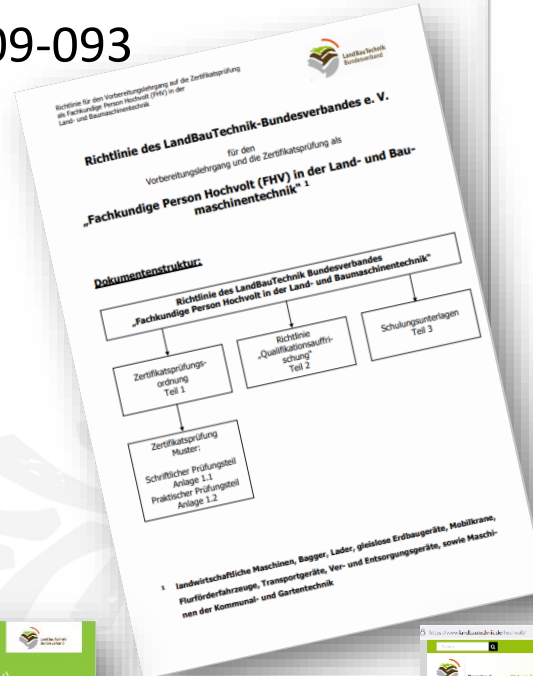 09-093
Richtlinie für den Vorbereitungslehrgang auf die Zertifikatsprüfung
als Fachkundige Person Hochvolt (FHV) in der
Land- und Baumaschinentechnik
LandBauTechnik
Bundesverband
Richtlinie des LandBauTechnik-Bundesverbandes e. V.
für den
Vorbereitungslehrgang und die Zertifikatsprüfung als
„Fachkundige Person Hochvolt (FHV) in der Land- und Bau-
maschinentechnik" ¹
Dokumentenstruktur:
Richtlinie des LandBauTechnik Bundesverbandes
„Fachkundige Person Hochvolt in der Land- und Baumaschinentechnik"
Zertifikatsprüfungs-
ordnung
Teil 1
Richtlinie
„Qualifikationsauffri-
schung"
Teil 2
Schulungsunterlagen
Teil 3
Zertifikatsprüfung
Muster:
Schriftlicher Prüfungsteil
Anlage 1.1
Praktischer Prüfungsteil
Anlage 1.2
¹ landwirtschaftliche Maschinen, Bagger, Lader, gleislose Erdbaugeräte, Mobilkrane,
Flurförderfahrzeuge, Transportgeräte, Ver- und Entsorgungsgeräte, sowie Maschi-
nen der Kommunal- und Gartentechnik
LandBauTechnik
Bundesverband